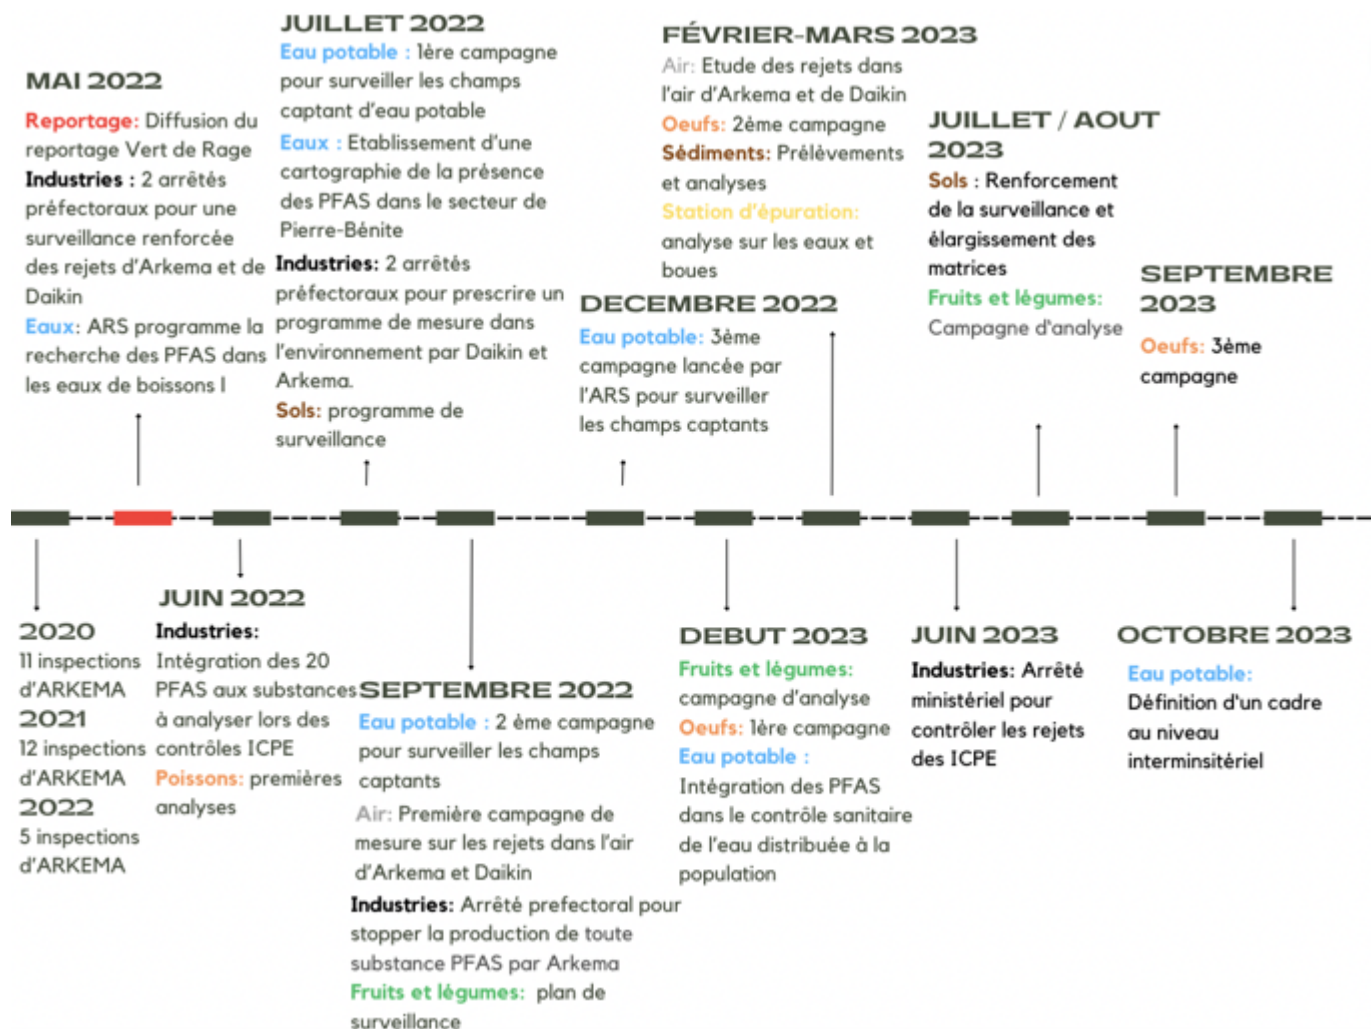 MAI 2022
Reportage: Diffusion du
reportage Vert de Rage
Industries : 2 arrêtés
préfectoraux pour une
surveillance renforcée
des rejets d'Arkema et de
Daikin
Eaux: ARS programme la
recherche des PFAS dans
les eaux de boissons l
JUILLET 2022
Eau potable : 1ère campagne
pour surveiller les champs
captant d'eau potable
Eaux : Etablissement d'une
cartographie de la présence
des PFAS dans le secteur de
Pierre-Bénite
Industries: 2 arrêtés
préfectoraux pour prescrire un
programme de mesure dans
l'environnement par Daikin et
Arkema.
Sols: programme de
surveillance
DECEMBRE 2022
Eau potable: 3ème
campagne lancée par
l'ARS pour surveiller
les champs captants
FÉVRIER-MARS 2023
Air: Etude des rejets dans
l'air d'Arkema et de Daikin
Oeufs: 2ème campagne
Sédiments: Prélèvements
et analyses
Station d'épuration:
analyse sur les eaux et
boues
JUILLET / AOUT
2023
Sols : Renforcement
de la surveillance et
élargissement des
matrices
Fruits et légumes:
Campagne d'analyse
SEPTEMBRE
2023
Oeufs: 3ème
campagne
2020
11 inspections
d'ARKEMA
2021
12 inspections
d'ARKEMA
2022
5 inspections
d'ARKEMA
JUIN 2022
Industries:
Intégration des 20
PFAS aux substances
à analyser lors des
contrôles ICPE
Poissons: premières
analyses
SEPTEMBRE 2022
Eau potable : 2 ème campagne
pour surveiller les champs
captants
Air: Première campagne de
mesure sur les rejets dans l'air
d'Arkema et Daikin
Industries: Arrêté prefectoral pour
stopper la production de toute
substance PFAS par Arkema
Fruits et légumes: plan de
surveillance
DEBUT 2023
Fruits et légumes:
campagne d'analyse
Oeufs: 1ère campagne
Eau potable :
Intégration des PFAS
dans le contrôle sanitaire
de l'eau distribuée à la
population
JUIN 2023
Industries: Arrêté
ministériel pour
contrôler les rejets
des ICPE
OCTOBRE 2023
Eau potable:
Définition d'un cadre
au niveau
interminsitériel